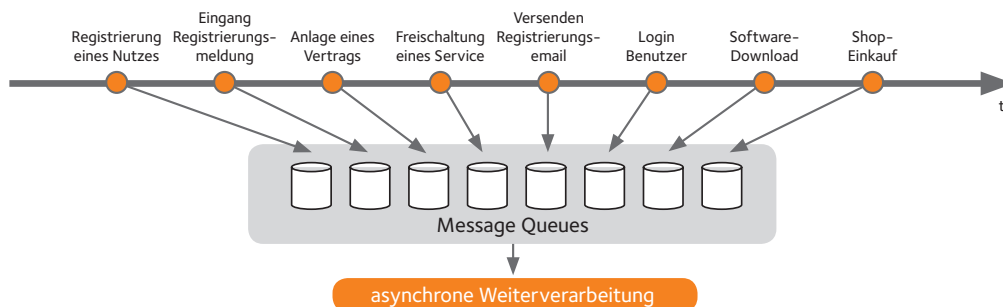 Registrierung
eines Nutzes
Eingang
Registrierungs-
meldung
Anlage eines
Vertrags
Freischaltung
eines Service
Versenden
Registrierungs-
email
Login
Benutzer
Software-
Download
Shop-
Einkauf
t
Message Queues
asynchrone Weiterverarbeitung